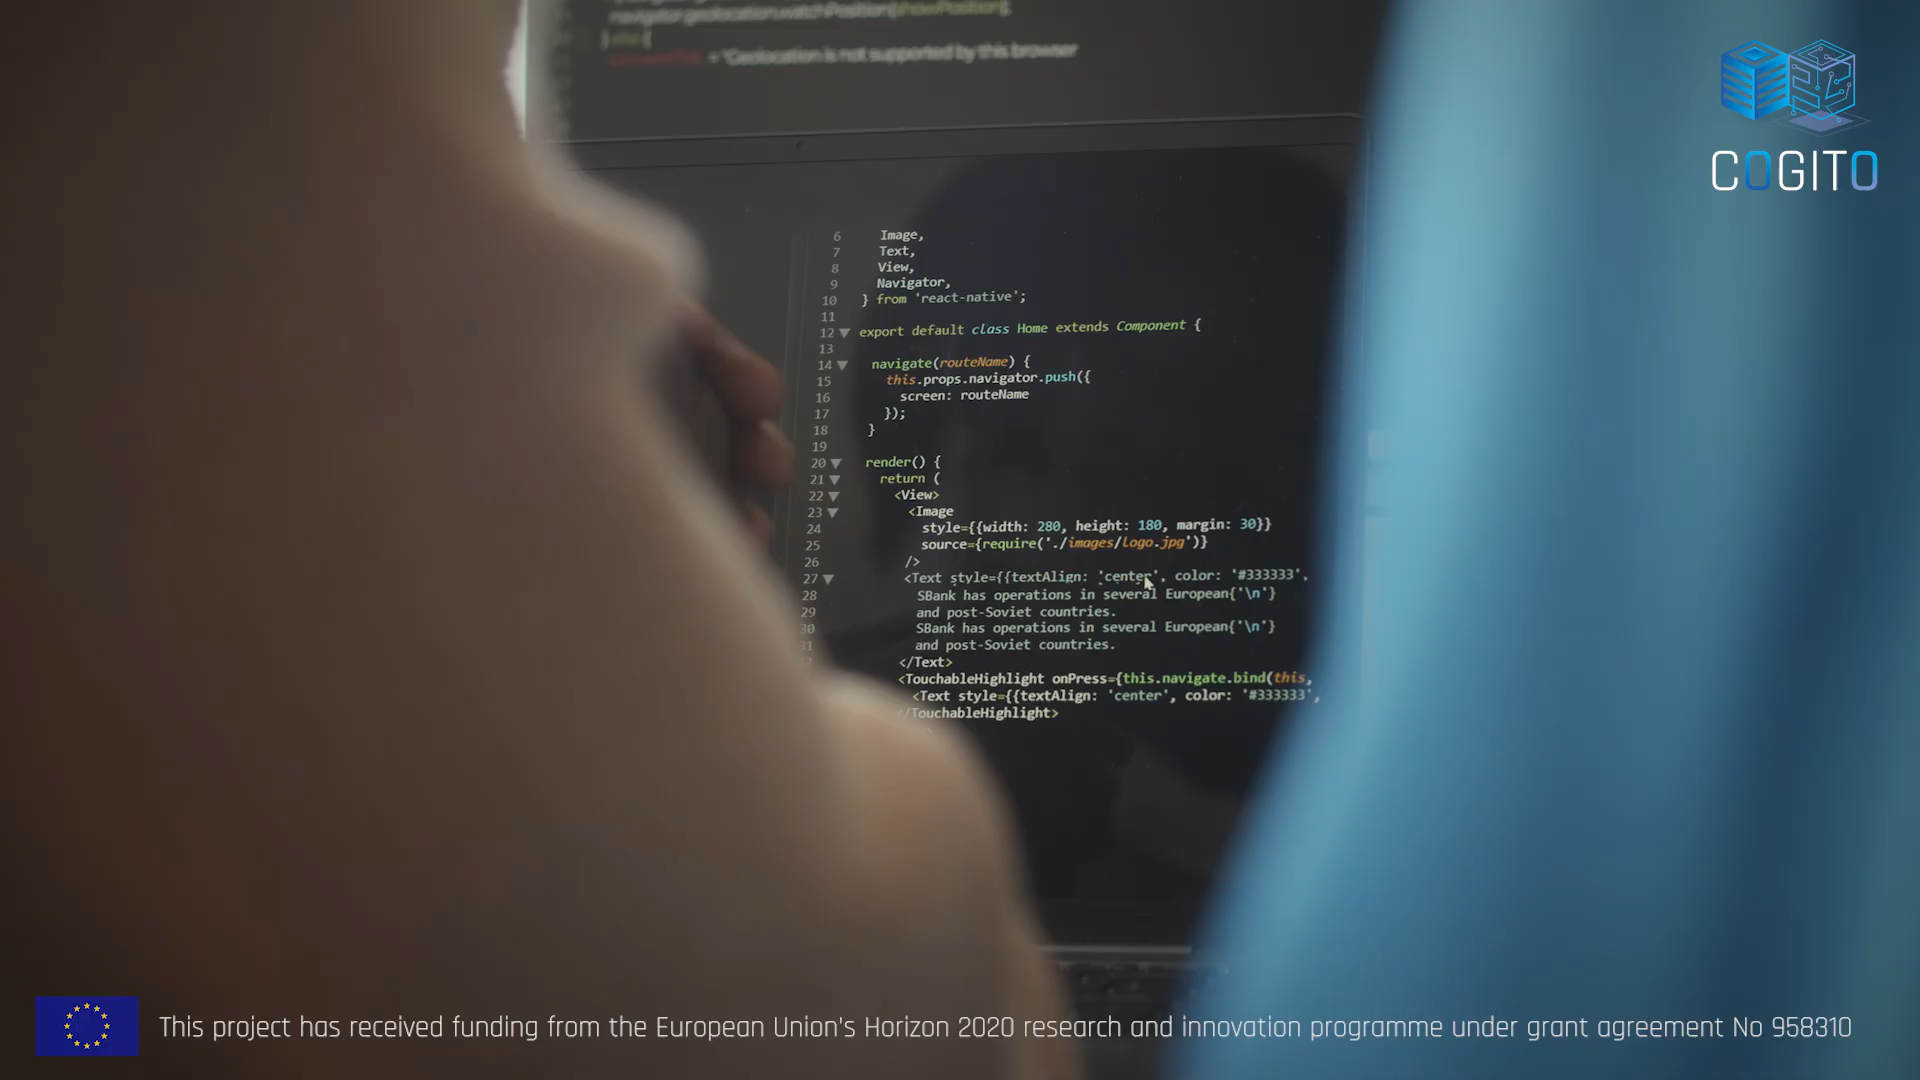 navigator.geolocation.watchPosition(showPosition);
} else {
= "Geolocation is not supported by this browser
COGITO
6 Image,
7 Text,
8 View,
9 Navigator,
10 } from 'react-native';
11
12 export default class Home extends Component {
13
14 navigate(routeName) {
15 this.props.navigator.push({
16 screen: routeName
17 });
18 }
19
20 render() {
21 return (
22 <View>
23 <Image
24 style={{width: 280, height: 180, margin: 30}}
25 source={require('./images/logo.jpg')}
26 />
27 <Text style={{textAlign: 'center', color: '#333333',
28 SBank has operations in several European{'\n'}
29 and post-Soviet countries.
30 SBank has operations in several European{'\n'}
31 and post-Soviet countries.
</Text>
<TouchableHighlight onPress={this.navigate.bind(this,
<Text style={{textAlign: 'center', color: '#333333',
</TouchableHighlight>
This project has received funding from the European Union's Horizon 2020 research and innovation programme under grant agreement No 958310